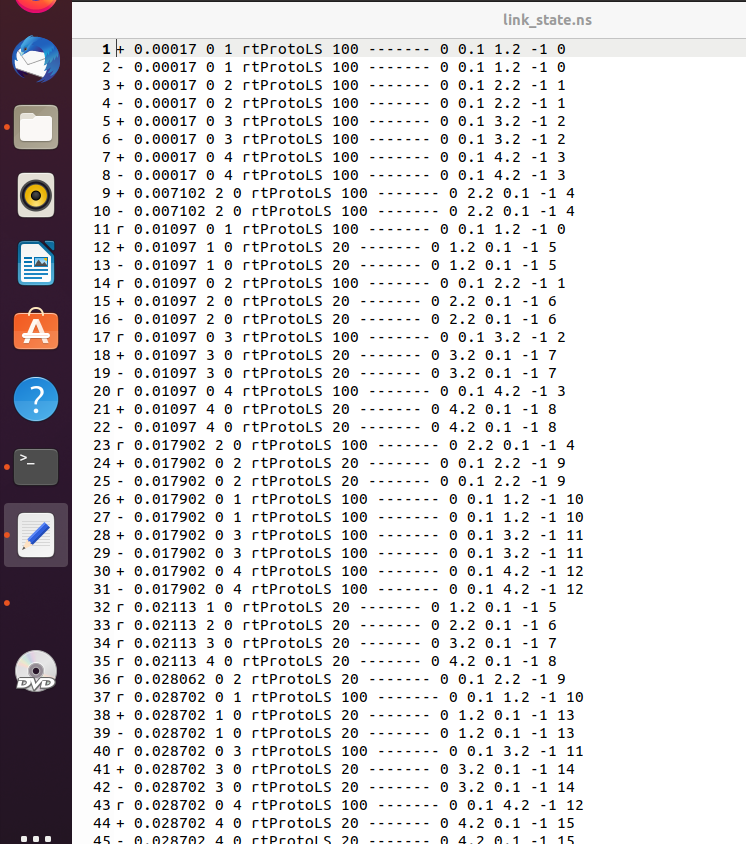 link_state.ns
1 + 0.00017 0 1 rtProtoLS 100 ------- 0 0.1 1.2 -1 0
2 - 0.00017 0 1 rtProtoLS 100 ------- 0 0.1 1.2 -1 0
3 + 0.00017 0 2 rtProtoLS 100 ------- 0 0.1 2.2 -1 1
4 - 0.00017 0 2 rtProtoLS 100 ------- 0 0.1 2.2 -1 1
5 + 0.00017 0 3 rtProtoLS 100 ------- 0 0.1 3.2 -1 2
6 - 0.00017 0 3 rtProtoLS 100 ------- 0 0.1 3.2 -1 2
7 + 0.00017 0 4 rtProtoLS 100 ------- 0 0.1 4.2 -1 3
8 - 0.00017 0 4 rtProtoLS 100 ------- 0 0.1 4.2 -1 3
9 + 0.007102 2 0 rtProtoLS 100 ------- 0 2.2 0.1 -1 4
10 - 0.007102 2 0 rtProtoLS 100 ------- 0 2.2 0.1 -1 4
11 r 0.01097 0 1 rtProtoLS 100 ------- 0 0.1 1.2 -1 0
12 + 0.01097 1 0 rtProtoLS 20 ------- 0 1.2 0.1 -1 5
13 - 0.01097 1 0 rtProtoLS 20 ------- 0 1.2 0.1 -1 5
14 r 0.01097 0 2 rtProtoLS 100 ------- 0 0.1 2.2 -1 1
15 + 0.01097 2 0 rtProtoLS 20 ------- 0 2.2 0.1 -1 6
16 - 0.01097 2 0 rtProtoLS 20 ------- 0 2.2 0.1 -1 6
17 r 0.01097 0 3 rtProtoLS 100 ------- 0 0.1 3.2 -1 2
18 + 0.01097 3 0 rtProtoLS 20 ------- 0 3.2 0.1 -1 7
19 - 0.01097 3 0 rtProtoLS 20 ------- 0 3.2 0.1 -1 7
20 r 0.01097 0 4 rtProtoLS 100 ------- 0 0.1 4.2 -1 3
21 + 0.01097 4 0 rtProtoLS 20 ------- 0 4.2 0.1 -1 8
22 - 0.01097 4 0 rtProtoLS 20 ------- 0 4.2 0.1 -1 8
23 r 0.017902 2 0 rtProtoLS 100 ------- 0 2.2 0.1 -1 4
24 + 0.017902 0 2 rtProtoLS 20 ------- 0 0.1 2.2 -1 9
25 - 0.017902 0 2 rtProtoLS 20 ------- 0 0.1 2.2 -1 9
26 + 0.017902 0 1 rtProtoLS 100 ------- 0 0.1 1.2 -1 10
27 - 0.017902 0 1 rtProtoLS 100 ------- 0 0.1 1.2 -1 10
28 + 0.017902 0 3 rtProtoLS 100 ------- 0 0.1 3.2 -1 11
29 - 0.017902 0 3 rtProtoLS 100 ------- 0 0.1 3.2 -1 11
30 + 0.017902 0 4 rtProtoLS 100 ------- 0 0.1 4.2 -1 12
31 - 0.017902 0 4 rtProtoLS 100 ------- 0 0.1 4.2 -1 12
32 r 0.02113 1 0 rtProtoLS 20 ------- 0 1.2 0.1 -1 5
33 r 0.02113 2 0 rtProtoLS 20 ------- 0 2.2 0.1 -1 6
34 r 0.02113 3 0 rtProtoLS 20 ------- 0 3.2 0.1 -1 7
35 r 0.02113 4 0 rtProtoLS 20 ------- 0 4.2 0.1 -1 8
36 r 0.028062 0 2 rtProtoLS 20 ------- 0 0.1 2.2 -1 9
37 r 0.028702 0 1 rtProtoLS 100 ------- 0 0.1 1.2 -1 10
38 + 0.028702 1 0 rtProtoLS 20 ------- 0 1.2 0.1 -1 13
39 - 0.028702 1 0 rtProtoLS 20 ------- 0 1.2 0.1 -1 13
40 r 0.028702 0 3 rtProtoLS 100 ------- 0 0.1 3.2 -1 11
41 + 0.028702 3 0 rtProtoLS 20 ------- 0 3.2 0.1 -1 14
42 - 0.028702 3 0 rtProtoLS 20 ------- 0 3.2 0.1 -1 14
43 r 0.028702 0 4 rtProtoLS 100 ------- 0 0.1 4.2 -1 12
44 + 0.028702 4 0 rtProtoLS 20 ------- 0 4.2 0.1 -1 15
45 - 0.028702 4 0 rtProtoLS 20 ------- 0 4.2 0.1 -1 15
>_
?
DVD